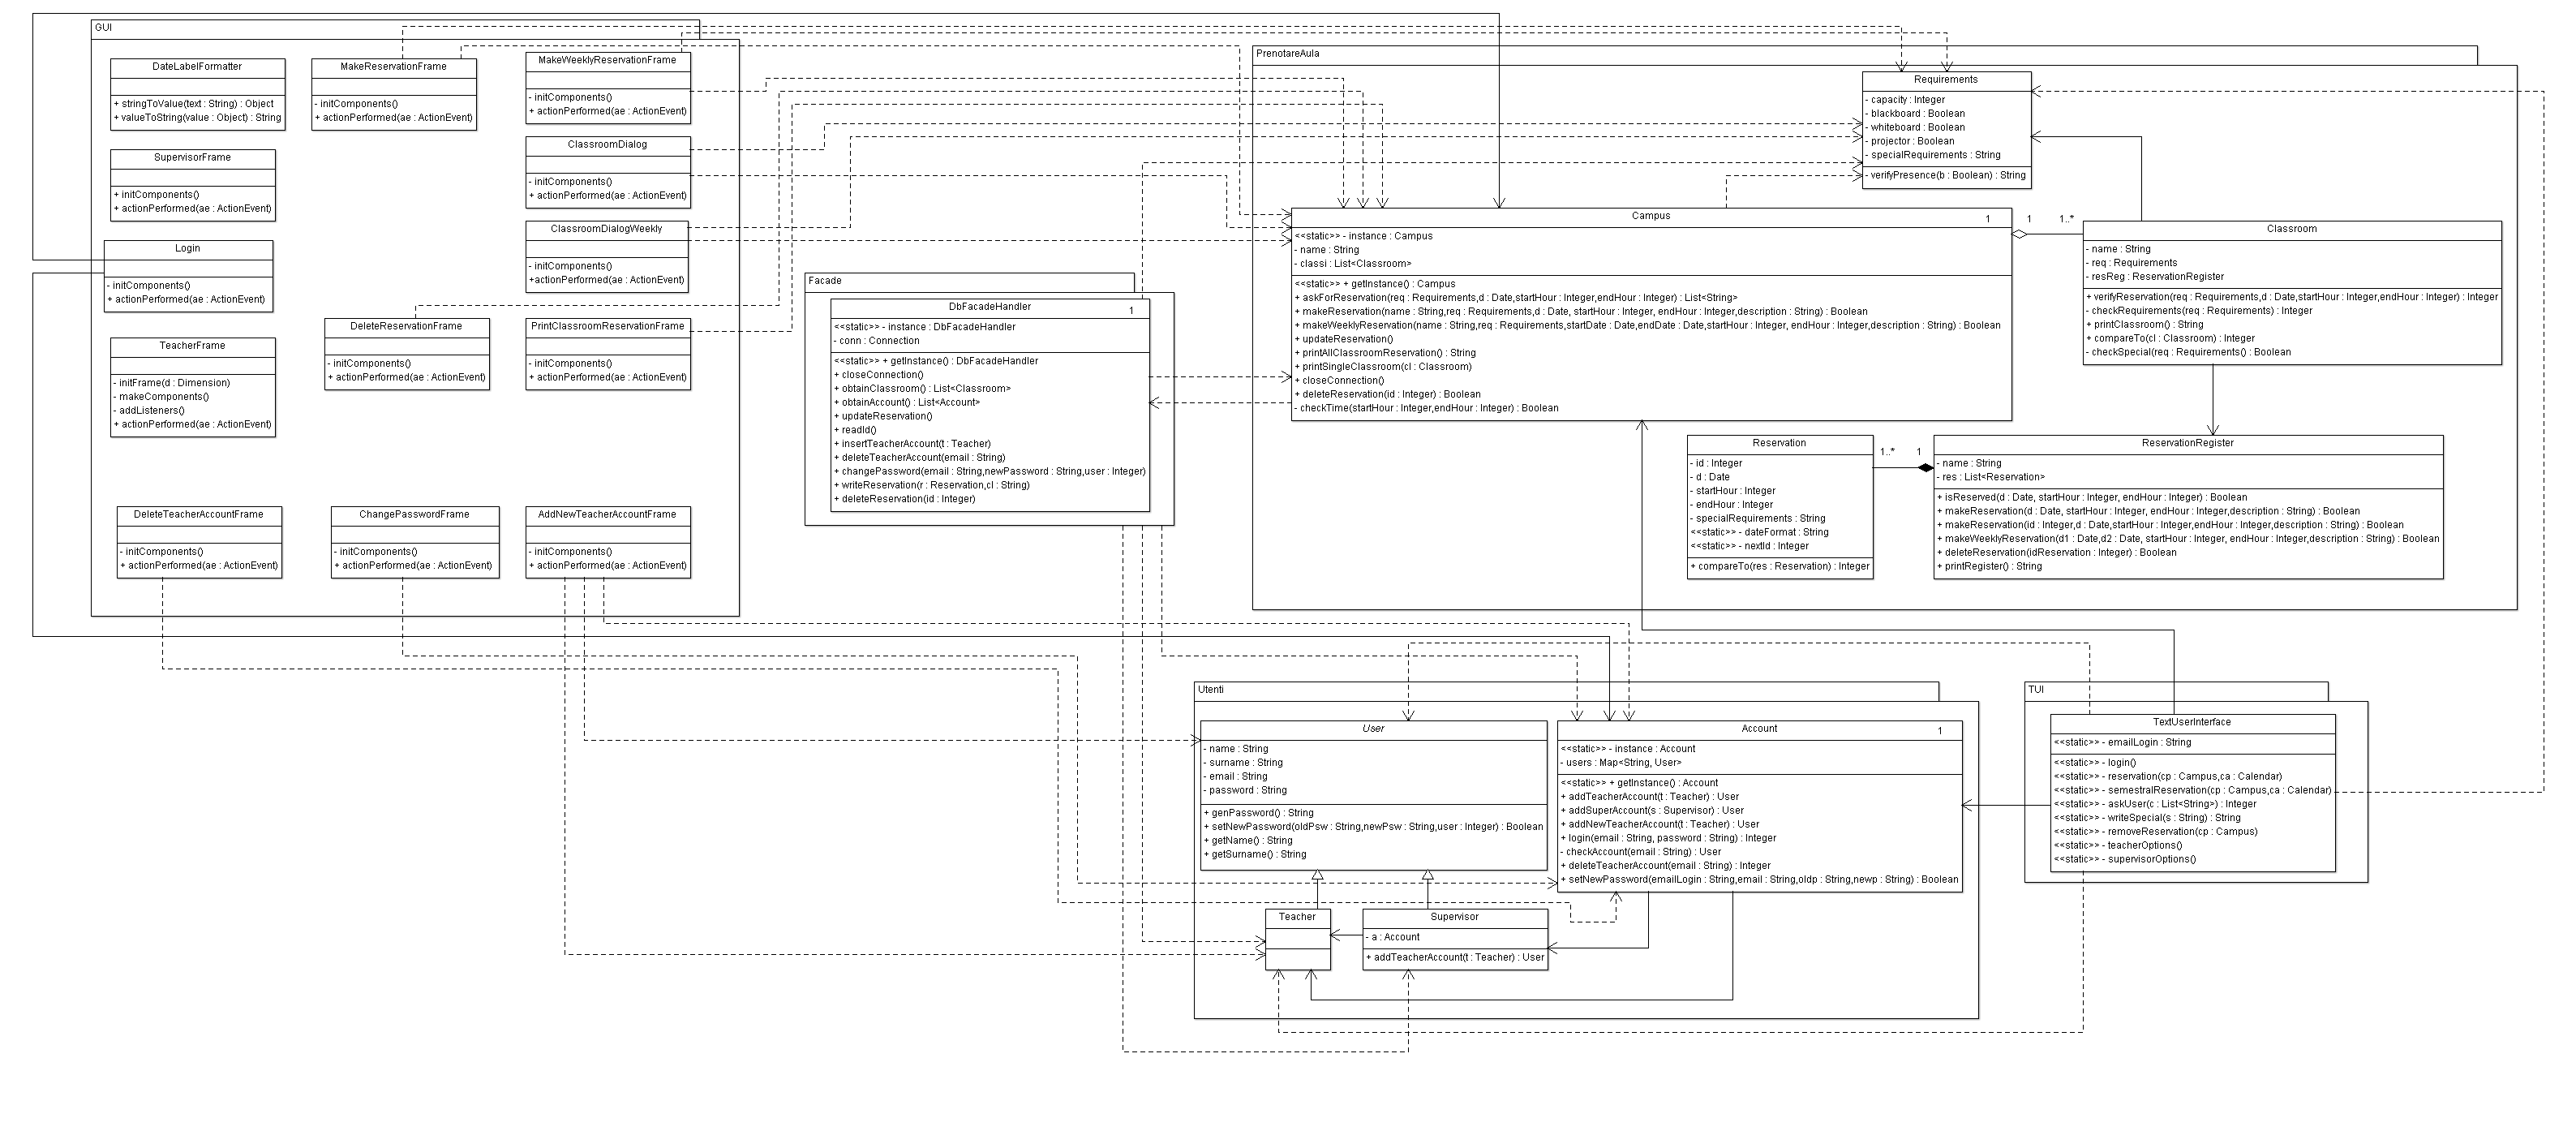 GUI
DateLabelFormatter
+ stringToValue(text : String) : Object
+ valueToString(value : Object) : String
MakeReservationFrame
- initComponents()
+ actionPerformed(ae : ActionEvent)
MakeWeeklyReservationFrame
- initComponents()
+ actionPerformed(ae : ActionEvent)
SupervisorFrame
+ initComponents()
+ actionPerformed(ae : ActionEvent)
ClassroomDialog
- initComponents()
+ actionPerformed(ae : ActionEvent)
Login
- initComponents()
+ actionPerformed(ae : ActionEvent)
ClassroomDialogWeekly
- initComponents()
+actionPerformed(ae : ActionEvent)
TeacherFrame
- initFrame(d : Dimension)
- makeComponents()
- addListeners()
+ actionPerformed(ae : ActionEvent)
DeleteReservationFrame
- initComponents()
+ actionPerformed(ae : ActionEvent)
PrintClassroomReservationFrame
- initComponents()
+ actionPerformed(ae : ActionEvent)
DeleteTeacherAccountFrame
- initComponents()
+ actionPerformed(ae : ActionEvent)
ChangePasswordFrame
- initComponents()
+ actionPerformed(ae : ActionEvent)
AddNewTeacherAccountFrame
- initComponents()
+ actionPerformed(ae : ActionEvent)
Facade
DbFacadeHandler
1
<<static>> - instance : DbFacadeHandler
- conn : Connection
<<static>> + getInstance() : DbFacadeHandler
+ closeConnection()
+ obtainClassroom() : List<Classroom>
+ obtainAccount() : List<Account>
+ updateReservation()
+ readId()
+ insertTeacherAccount(t : Teacher)
+ deleteTeacherAccount(email : String)
+ changePassword(email : String,newPassword : String,user : Integer)
+ writeReservation(r : Reservation,cl : String)
+ deleteReservation(id : Integer)
PrenotareAula
Requirements
- capacity : Integer
- blackboard : Boolean
- whiteboard : Boolean
- projector : Boolean
- specialRequirements : String
- verifyPresence(b : Boolean) : String
Campus
1
<<static>> - instance : Campus
- name : String
- classi : List<Classroom>
<<static>> + getInstance() : Campus
+ askForReservation(req : Requirements,d : Date,startHour : Integer,endHour : Integer) : List<String>
+ makeReservation(name : String,req : Requirements,d : Date, startHour : Integer, endHour : Integer,description : String) : Boolean
+ makeWeeklyReservation(name : String,req : Requirements,startDate : Date,endDate : Date,startHour : Integer, endHour : Integer,description : String) : Boolean
+ updateReservation()
+ printAllClassroomReservation() : String
+ printSingleClassroom(cl : Classroom)
+ closeConnection()
+ deleteReservation(id : Integer) : Boolean
- checkTime(startHour : Integer,endHour : Integer) : Boolean
1
1..*
Classroom
- name : String
- req : Requirements
- resReg : ReservationRegister
+ verifyReservation(req : Requirements,d : Date,startHour : Integer,endHour : Integer) : Integer
- checkRequirements(req : Requirements) : Integer
+ printClassroom() : String
+ compareTo(cl : Classroom) : Integer
- checkSpecial(req : Requirements() : Boolean
Reservation
- id : Integer
- d : Date
- startHour : Integer
- endHour : Integer
- specialRequirements : String
<<static>> - dateFormat : String
<<static>> - nextId : Integer
+ compareTo(res : Reservation) : Integer
1..*
1
ReservationRegister
- name : String
- res : List<Reservation>
+ isReserved(d : Date, startHour : Integer, endHour : Integer) : Boolean
+ makeReservation(d : Date, startHour : Integer, endHour : Integer,description : String) : Boolean
+ makeReservation(id : Integer,d : Date,startHour : Integer,endHour : Integer,description : String) : Boolean
+ makeWeeklyReservation(d1 : Date,d2 : Date, startHour : Integer, endHour : Integer,description : String) : Boolean
+ deleteReservation(idReservation : Integer) : Boolean
+ printRegister() : String
Utenti
User
- name : String
- surname : String
- email : String
- password : String
+ genPassword() : String
+ setNewPassword(oldPsw : String,newPsw : String,user : Integer) : Boolean
+ getName() : String
+ getSurname() : String
Account
1
<<static>> - instance : Account
- users : Map<String, User>
<<static>> + getInstance() : Account
+ addTeacherAccount(t : Teacher) : User
+ addSuperAccount(s : Supervisor) : User
+ addNewTeacherAccount(t : Teacher) : User
+ login(email : String, password : String) : Integer
- checkAccount(email : String) : User
+ deleteTeacherAccount(email : String) : Integer
+ setNewPassword(emailLogin : String,email : String,oldp : String,newp : String) : Boolean
Teacher
Supervisor
- a : Account
+ addTeacherAccount(t : Teacher) : User
TUI
TextUserInterface
<<static>> - emailLogin : String
<<static>> - login()
<<static>> - reservation(cp : Campus,ca : Calendar)
<<static>> - semestralReservation(cp : Campus,ca : Calendar)
<<static>> - askUser(c : List<String>) : Integer
<<static>> - writeSpecial(s : String) : String
<<static>> - removeReservation(cp : Campus)
<<static>> - teacherOptions()
<<static>> - supervisorOptions()